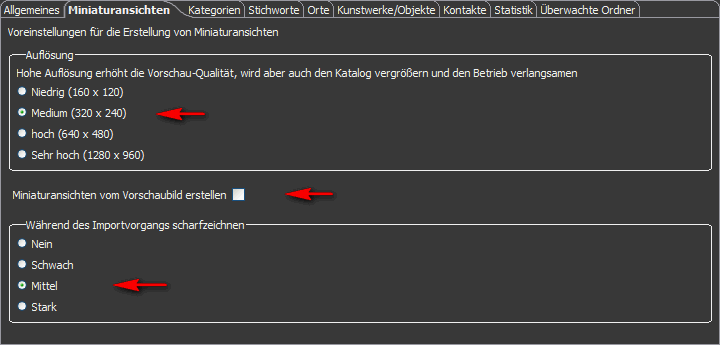 Allgemeines Miniaturansichten Kategorien Stichworte Orte Kunstwerke/Objekte Kontakte Statistik Überwachte Ordner
Voreinstellungen für die Erstellung von Miniaturansichten
Auflösung
Hohe Auflösung erhöht die Vorschau-Qualität, wird aber auch den Katalog vergrößern und den Betrieb verlangsamen
Niedrig (160 x 120)
Medium (320 x 240)
hoch (640 x 480)
Sehr hoch (1280 x 960)
Miniaturansichten vom Vorschaubild erstellen
Während des Importvorgangs scharfzeichnen
Nein
Schwach
Mittel
Stark